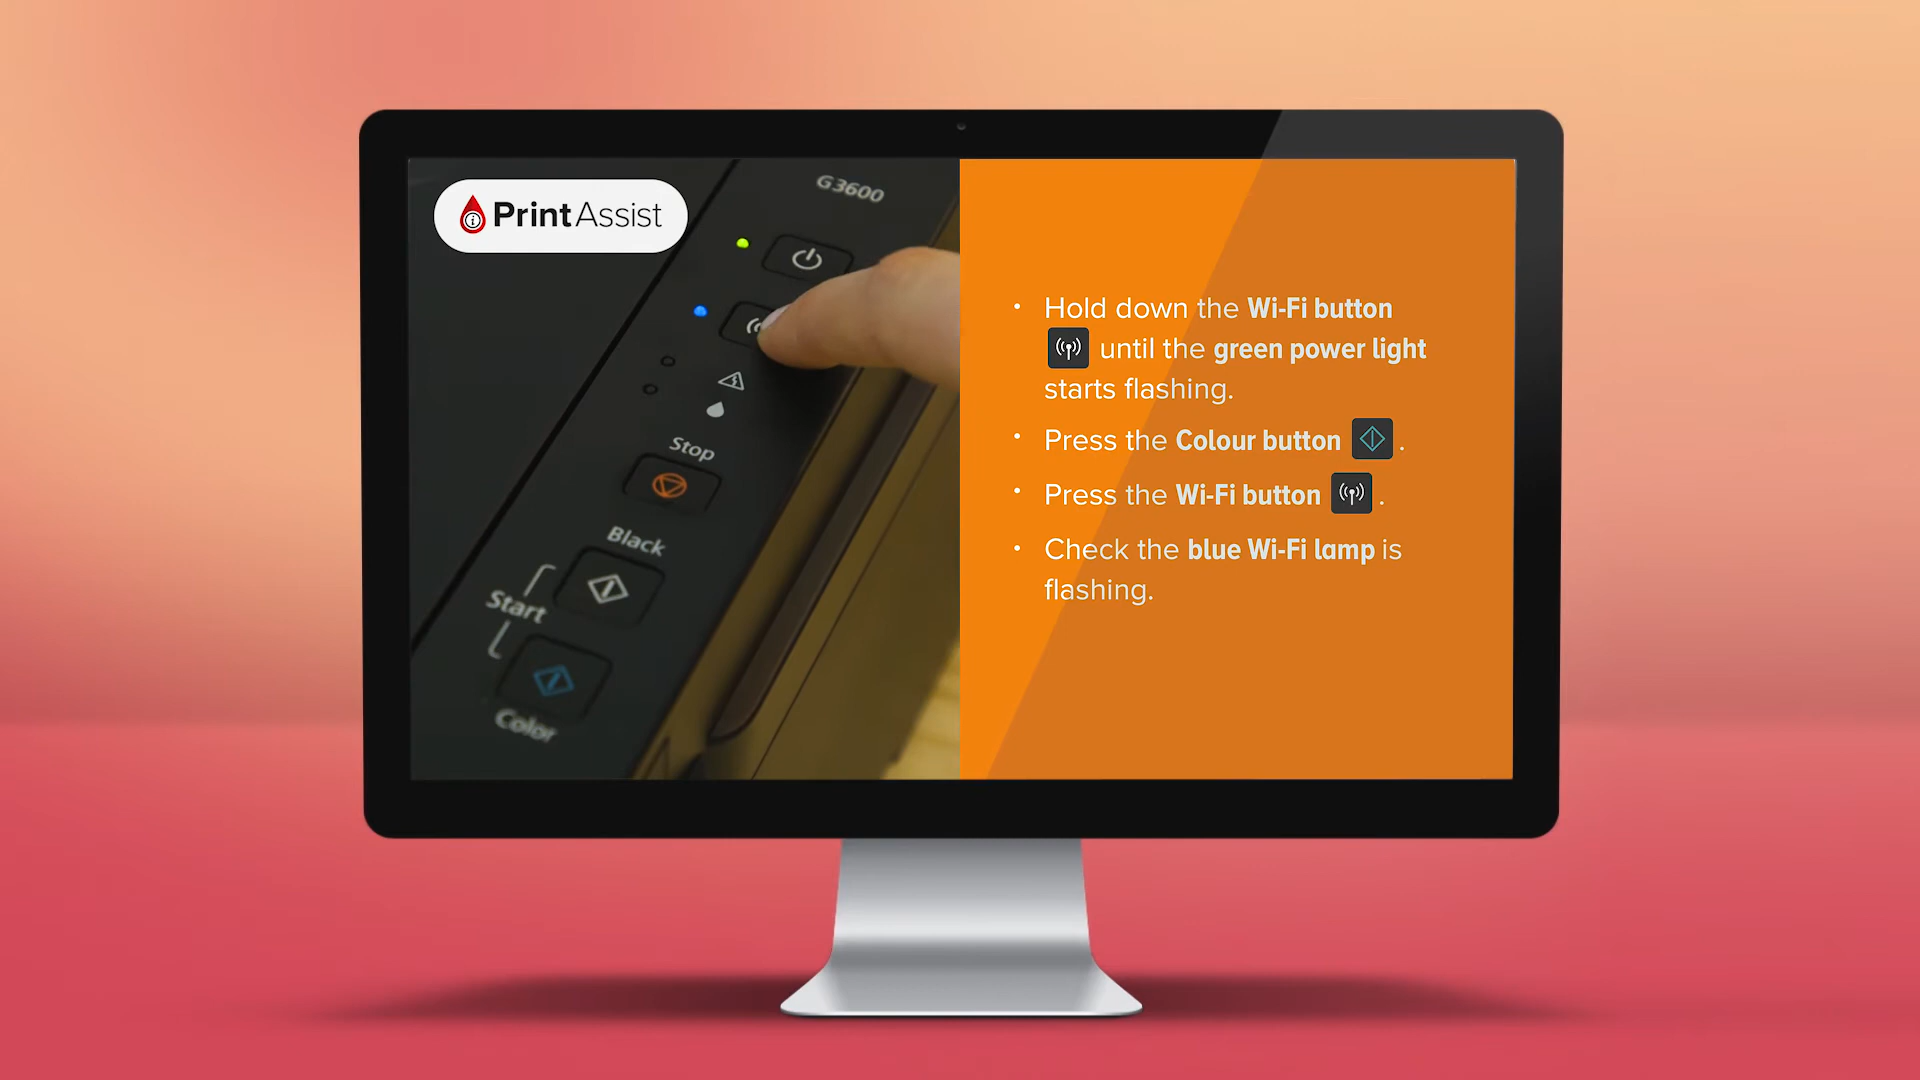 PrintAssist
G3600
Stop
Black
Start
Color
• Hold down the Wi-Fi button
until the green power light
starts flashing.
• Press the Colour button .
• Press the Wi-Fi button .
• Check the blue Wi-Fi lamp is
flashing.